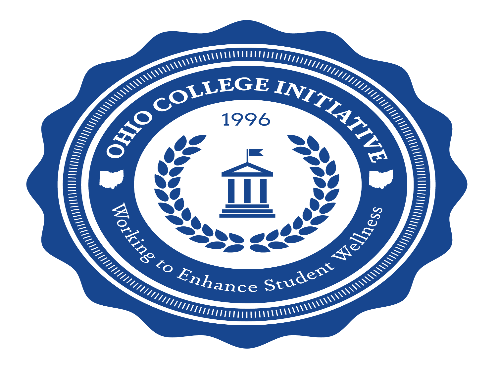 OHIO COLLEGE INITIATIVE
1996
Working to Enhance Student Wellness